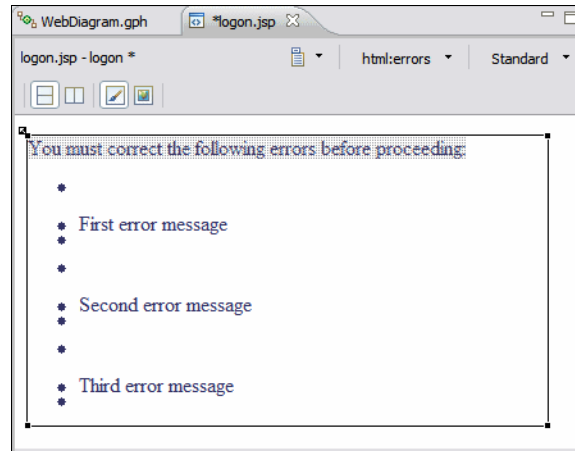 WebDiagram.gph
*logon.jsp
logon.jsp - logon *
html:errors
Standard
You must correct the following errors before proceeding:
First error message
Second error message
Third error message